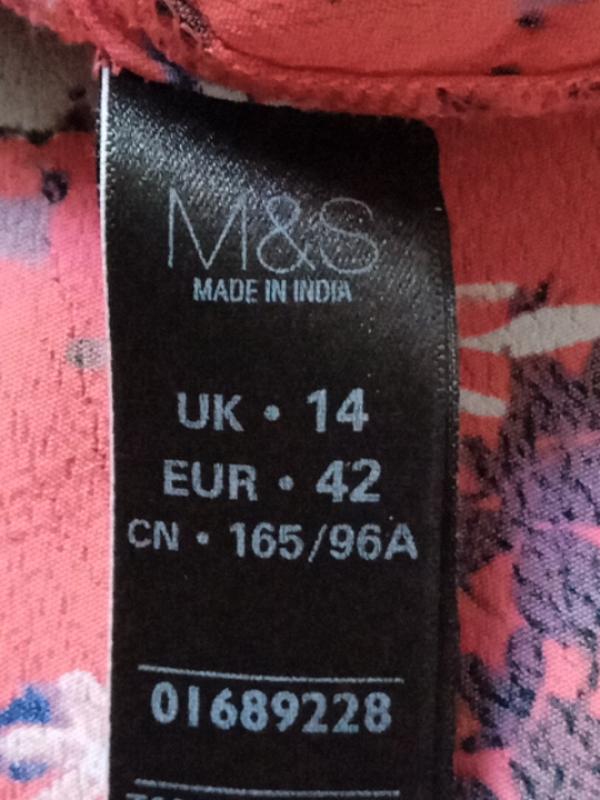 M&S
MADE IN INDIA
UK • 14
EUR • 42
CN • 165/96A
01689228